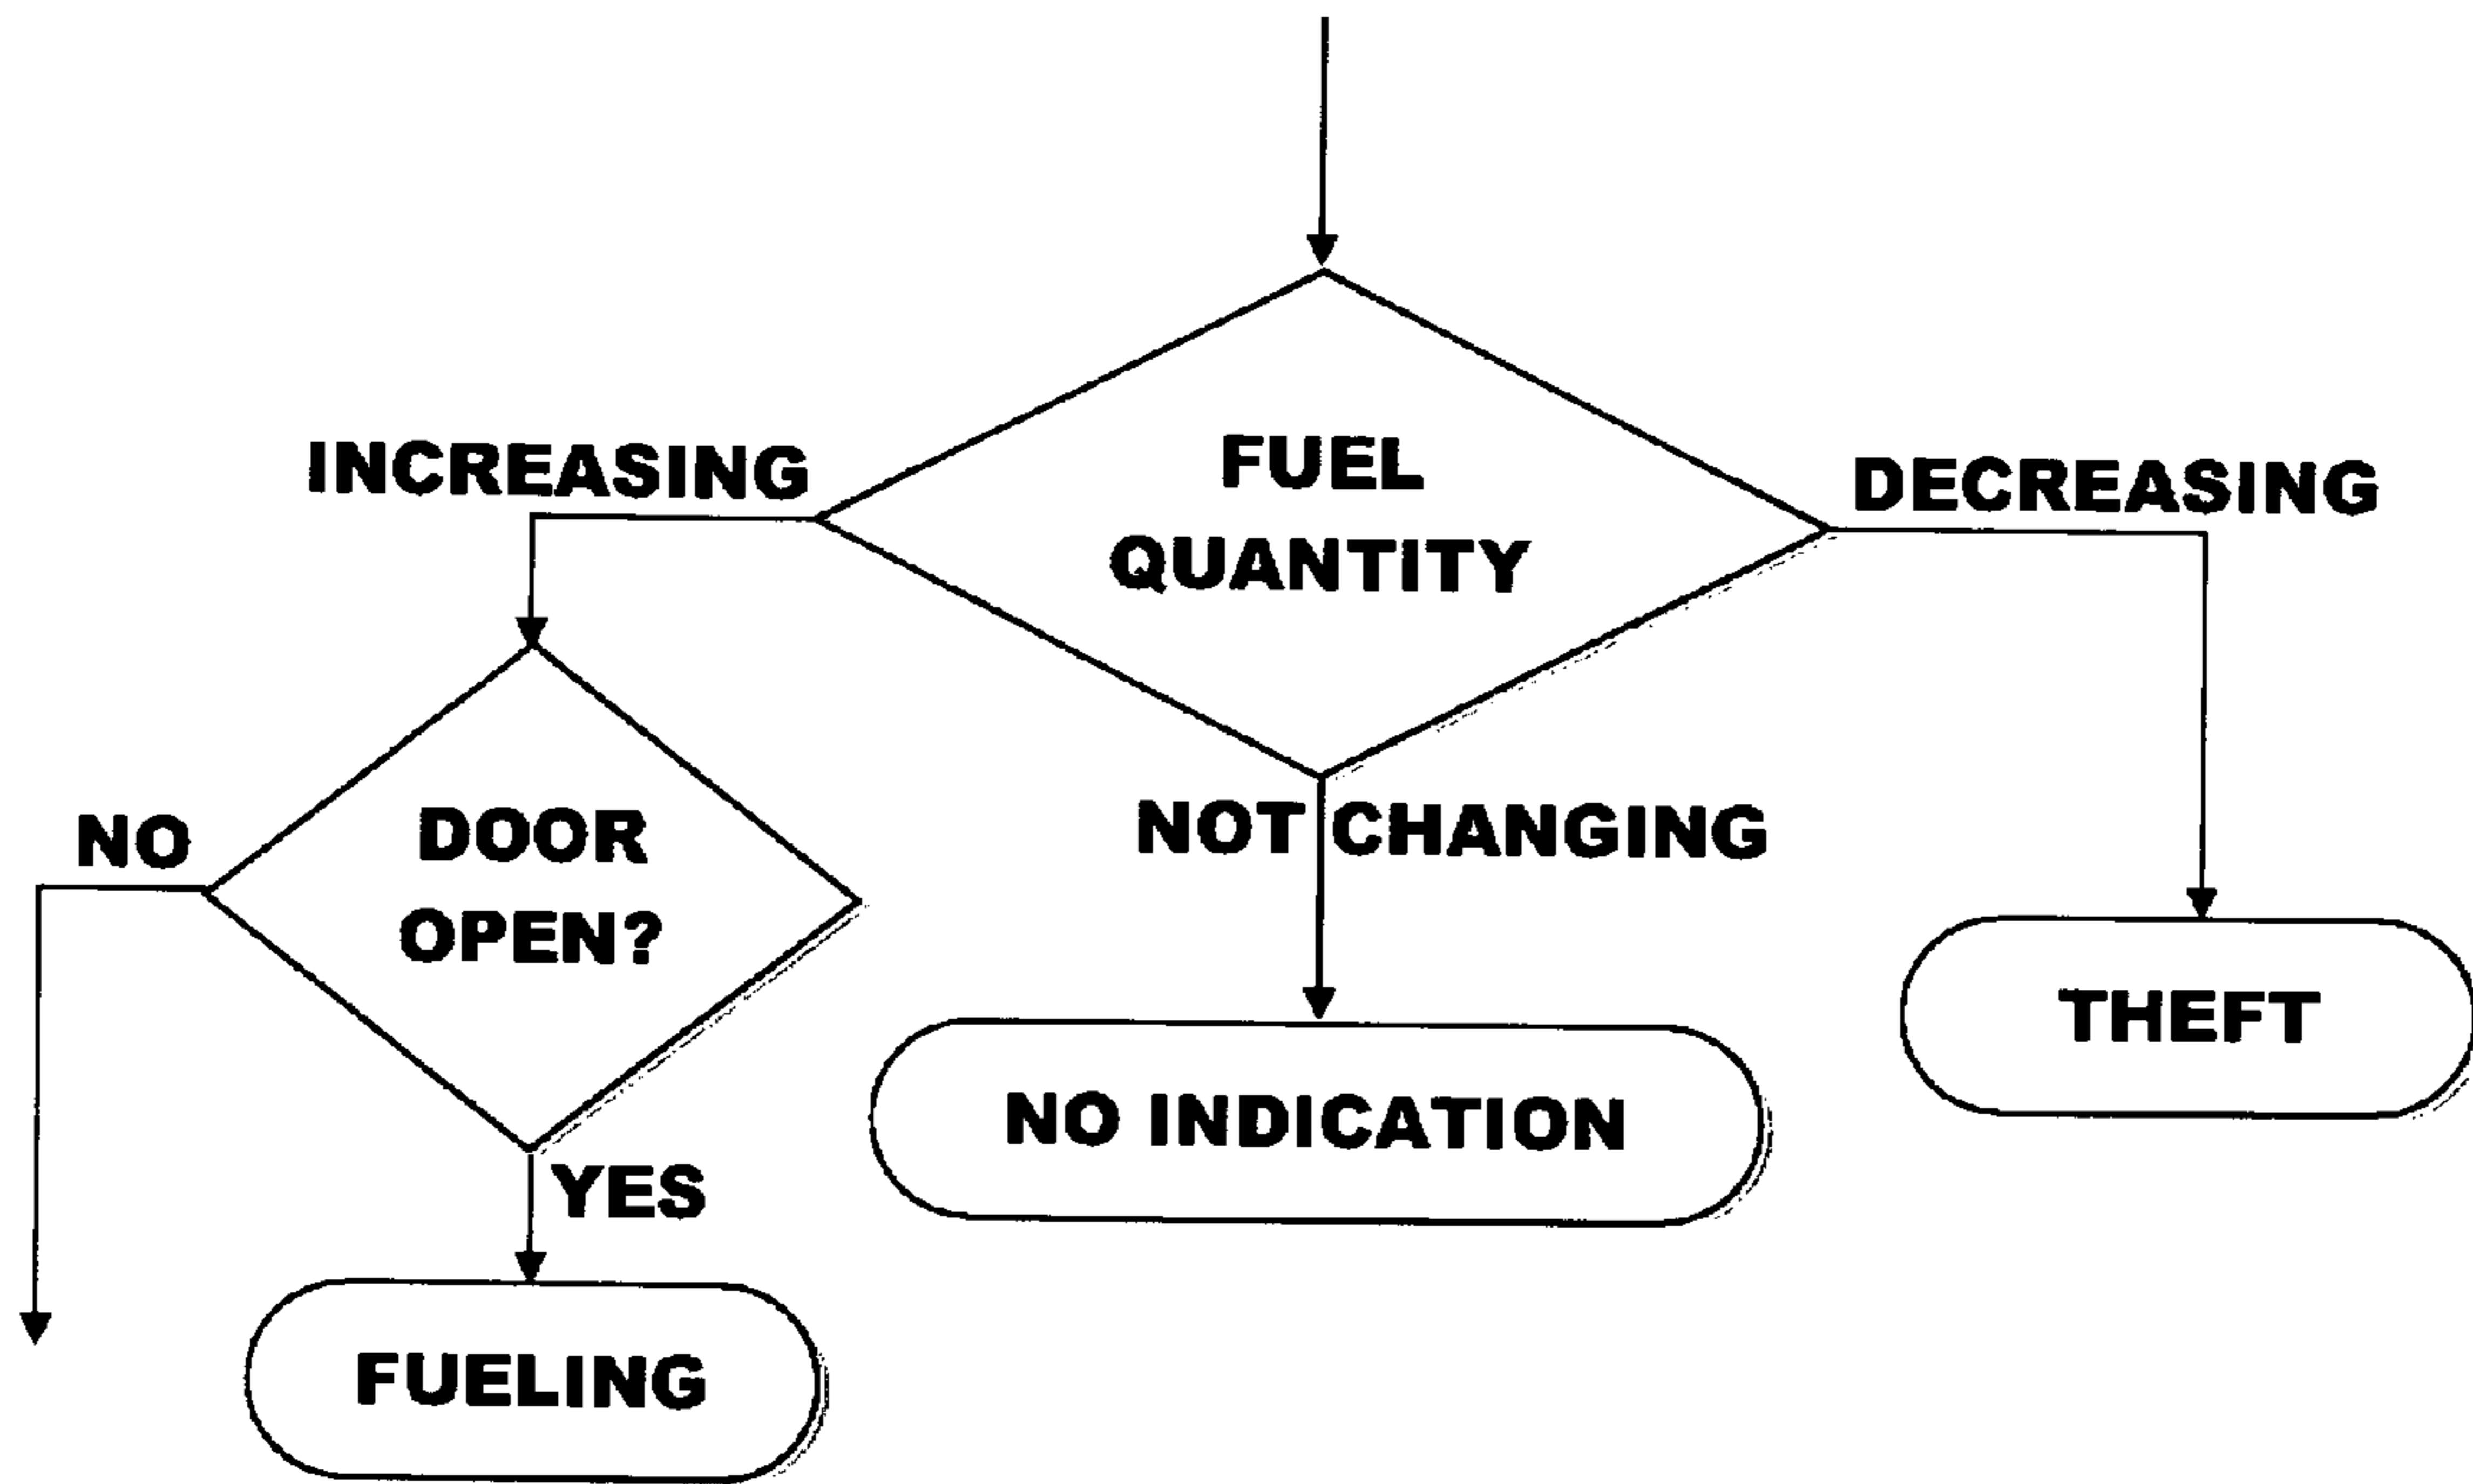 INCREASING
FUEL
QUANTITY
DECREASING
NO
DOOR
OPEN?
NOT CHANGING
THEFT
NO INDICATION
YES
FUELING